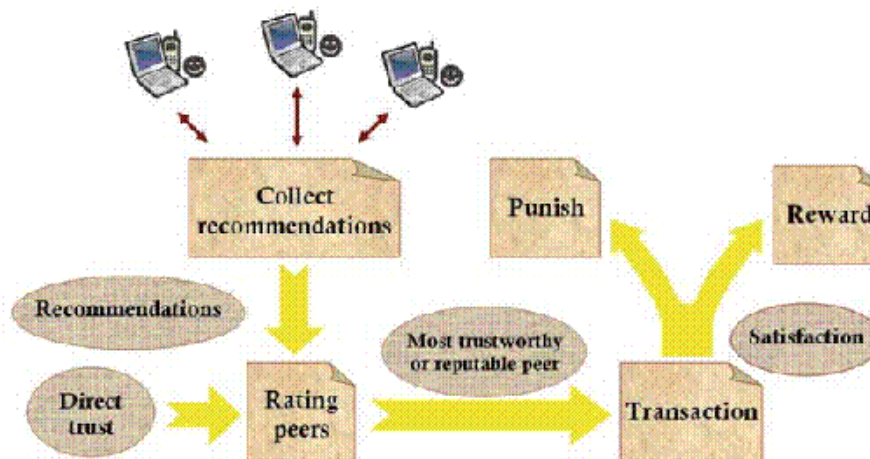 Collect
recommendations
Punish
Reward
Recommendations
Most trustworthy
or reputable peer
Satisfaction
Direct
trust
Rating
peers
Transaction